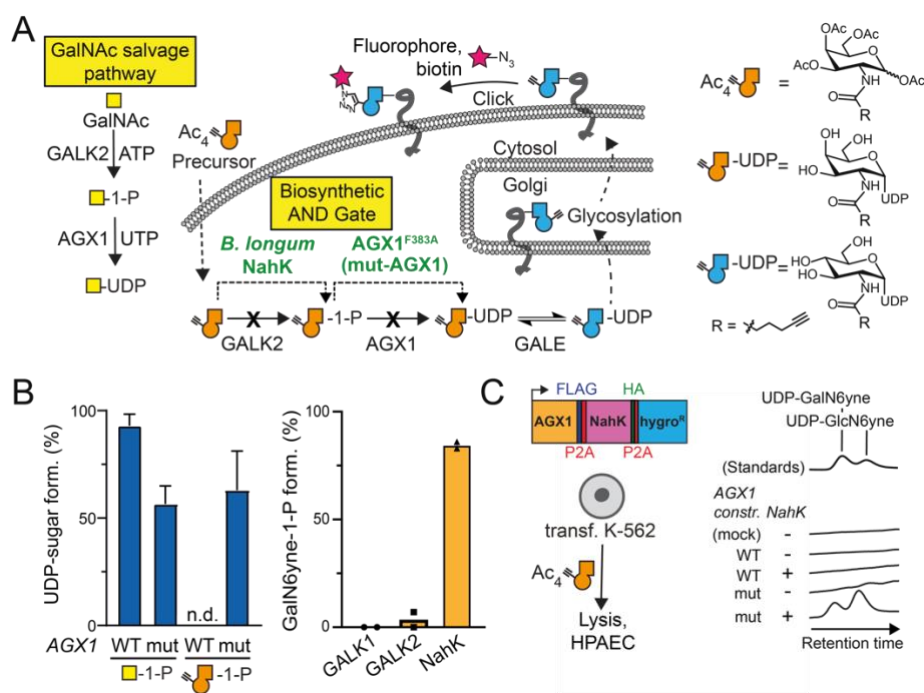 A
GalNAc salvage
pathway
GalNAc
GALK2 ATP
-1-P
AGX1 UTP
-UDP
Ac4
Precursor
Fluorophore,
biotin
N3
Click
N N
N
Cytosol
Golgi
Glycosylation
Biosynthetic
AND Gate
B. longum
NahK
AGX1F383A
(mut-AGX1)
X -1-P X -UDP -UDP
GALK2 AGX1 GALE
Ac4 =
AcO OAc
O
AcO OAc
NH
O
R
-UDP =
HO OH
O
HO
NH UDP
O
R
-UDP =
OH
O
HO
HO
NH UDP
O
R
R =
B
UDP-sugar form. (%)
100
50
0
n.d.
AGX1 WT mut WT mut
-1-P -1-P
GalN6yne-1-P form. (%)
100
50
0
GALK1
GALK2
NahK
C
FLAG HA
AGX1 NahK hygroR
P2A P2A
transf. K-562
Ac4
Lysis,
HPAEC
UDP-GalN6yne
UDP-GlcN6yne
(Standards)
AGX1
constr. NahK
(mock) -
WT -
WT +
mut -
mut +
Retention time